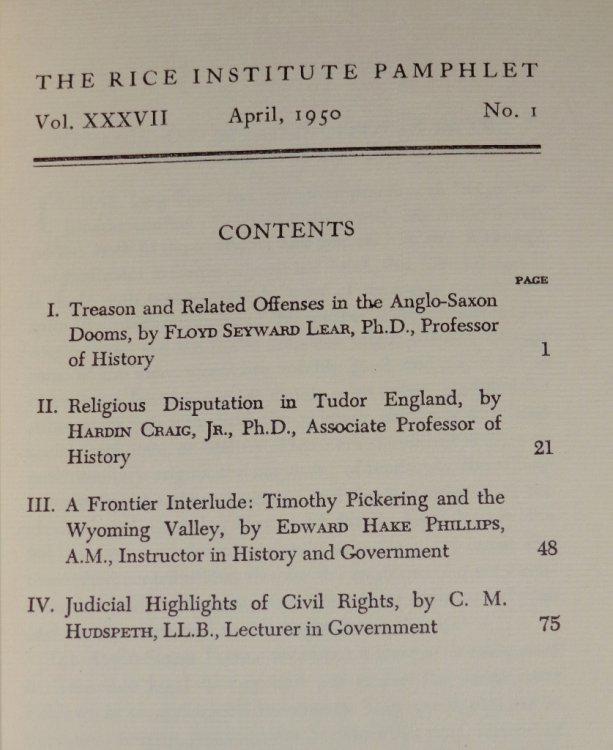 THE RICE INSTITUTE PAMPHLET
Vol. XXXVII April, 1950 No. 1
CONTENTS
PAGE
I. Treason and Related Offenses in the Anglo-Saxon
Dooms, by FLOYD SEYWARD LEAR, Ph.D., Professor
of History 1
II. Religious Disputation in Tudor England, by
HARDIN CRAIG, JR., Ph.D., Associate Professor of
History 21
III. A Frontier Interlude: Timothy Pickering and the
Wyoming Valley, by EDWARD HAKE PHILLIPS,
A.M., Instructor in History and Government 48
IV. Judicial Highlights of Civil Rights, by C. M.
HUDSPETH, LL.B., Lecturer in Government 75